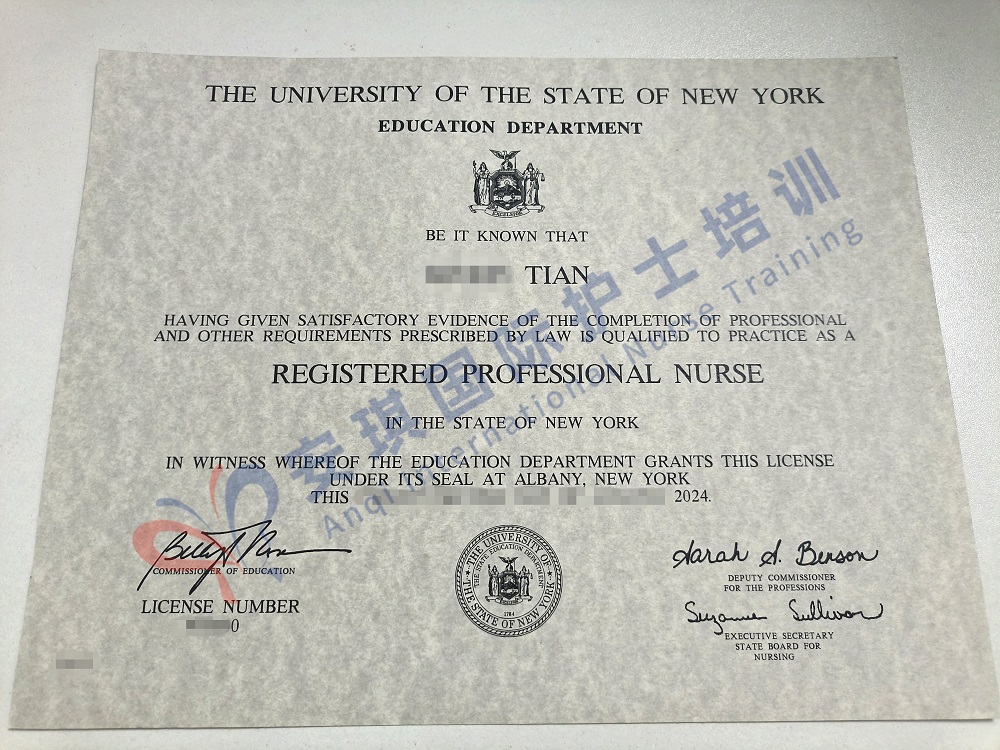 THE UNIVERSITY OF THE STATE OF NEW YORK
EDUCATION DEPARTMENT
EXCELSIOR
BE IT KNOWN THAT
TIAN
HAVING GIVEN SATISFACTORY EVIDENCE OF THE COMPLETION OF PROFESSIONAL
AND OTHER REQUIREMENTS PRESCRIBED BY LAW IS QUALIFIED TO PRACTICE AS A
REGISTERED PROFESSIONAL NURSE
IN THE STATE OF NEW YORK
IN WITNESS WHEREOF THE EDUCATION DEPARTMENT GRANTS THIS LICENSE
UNDER ITS SEAL AT ALBANY, NEW YORK
THIS 2024.
安琪国际护士培训
Anqi International Nurse Training
COMMISSIONER OF EDUCATION
LICENSE NUMBER
0
THE UNIVERSITY OF
THE STATE OF NEW YORK
THE STATE EDUCATION DEPARTMENT
1784
Sarah S. Benson
DEPUTY COMMISSIONER
FOR THE PROFESSIONS
Suzanne Sullivan
EXECUTIVE SECRETARY
STATE BOARD FOR
NURSING